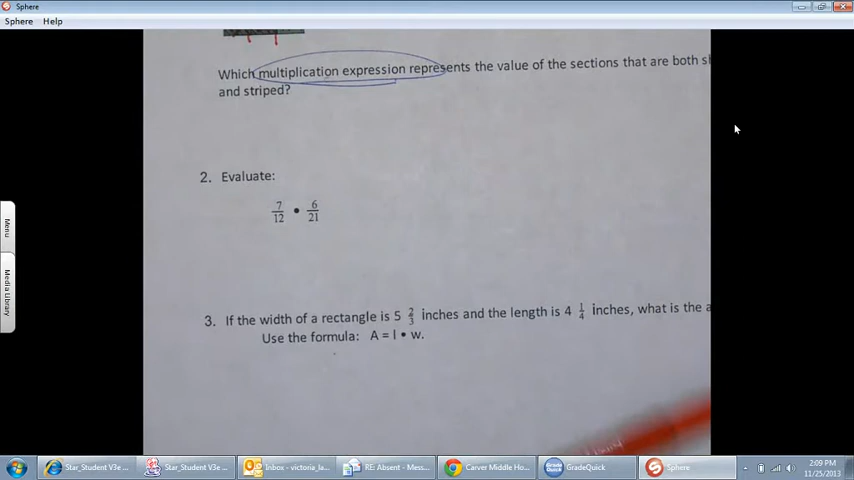 Sphere
Sphere Help
Which multiplication expression represents the value of the sections that are both
and striped?
2. Evaluate:
7/12 • 6/21
3. If the width of a rectangle is 5 2/3 inches and the length is 4 1/4 inches, what is the
Use the formula: A = l • w.
Menu
Media Library
Star_Student V3e ...
Star_Student V3e ...
Inbox - victoria_la...
RE: Absent - Mess...
Carver Middle Ho...
GradeQuick
Sphere
2:09 PM
11/25/2013